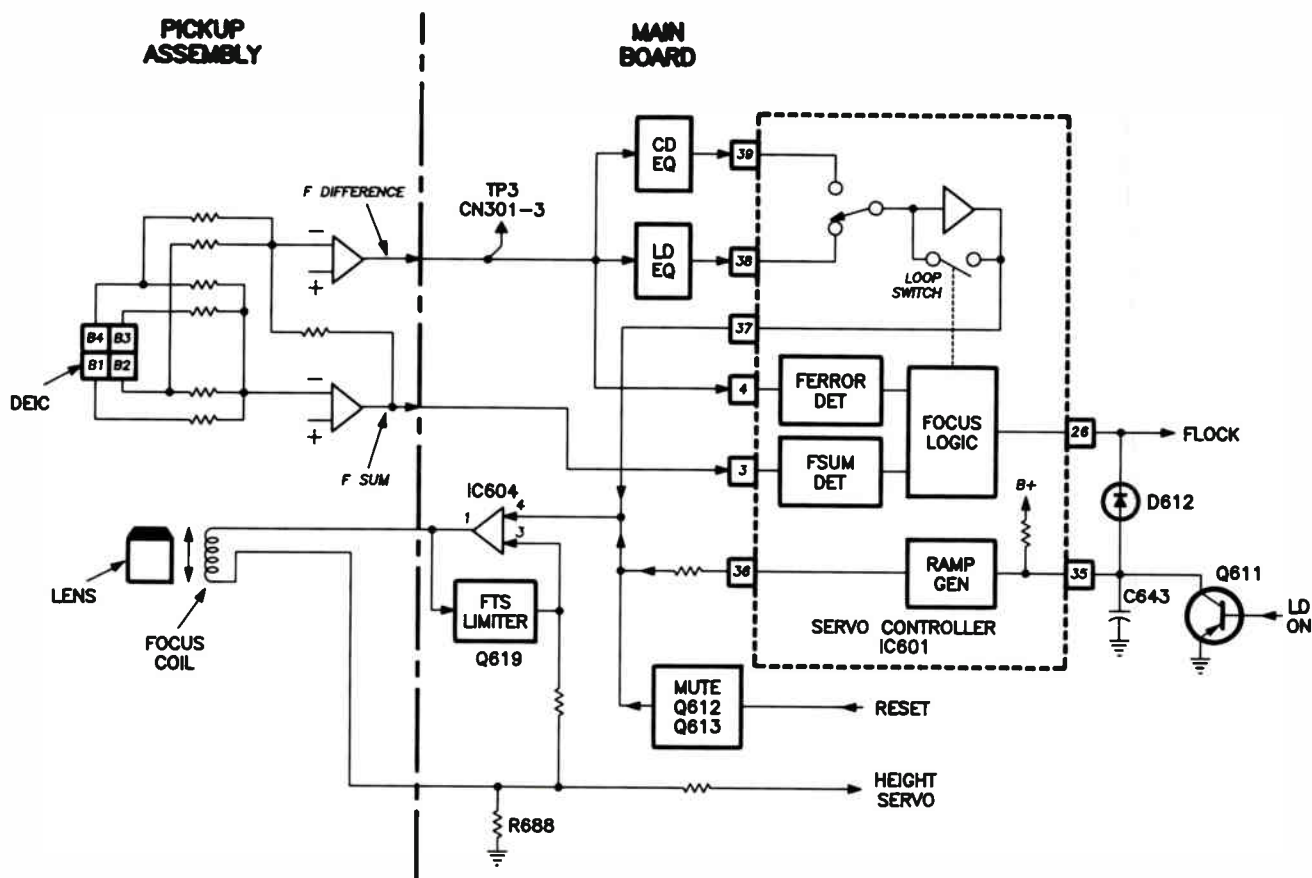 PICKUP
ASSEMBLY
MAIN
BOARD
CD
EQ
39
F DIFFERENCE
TP3
CN301-3
LD
EQ
38
LOOP
SWITCH
B4
B3
B1
B2
DEIC
-
+
-
+
F SUM
37
4
FERROR
DET
FOCUS
LOGIC
26
FLOCK
3
FSUM
DET
IC604
1
4
3
B+
D612
LENS
FOCUS
COIL
FTS
LIMITER
Q619
36
RAMP
GEN
35
C643
Q611
LD
ON
SERVO CONTROLLER
IC601
MUTE
Q612
Q613
RESET
HEIGHT
SERVO
R688